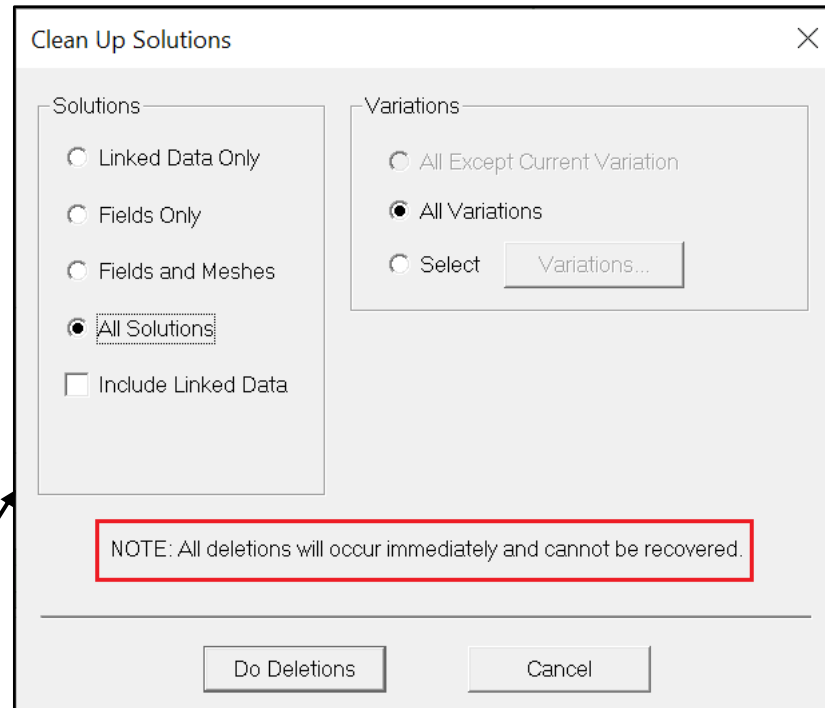 Clean Up Solutions
Solutions
Linked Data Only
Fields Only
Fields and Meshes
All Solutions
Include Linked Data
Variations
All Except Current Variation
All Variations
Select
Variations...
NOTE: All deletions will occur immediately and cannot be recovered.
Do Deletions
Cancel